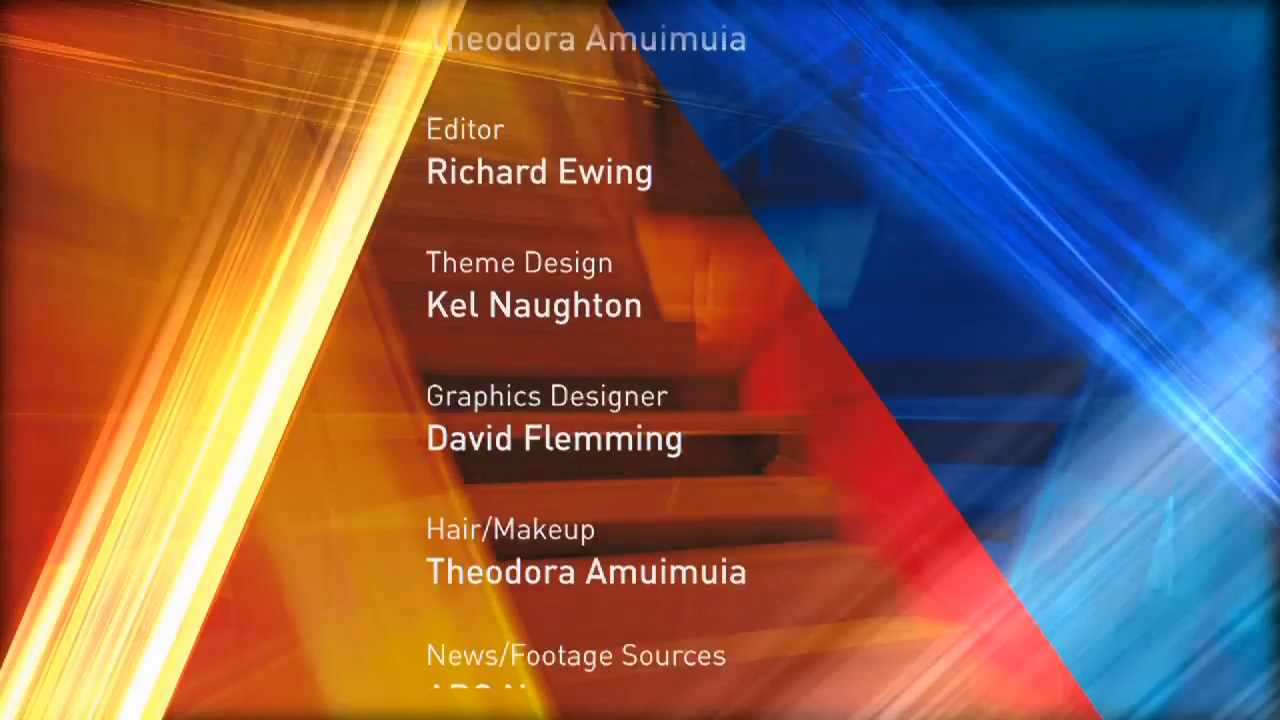 Theodora Amuimuia
Editor
Richard Ewing
Theme Design
Kel Naughton
Graphics Designer
David Flemming
Hair/Makeup
Theodora Amuimuia
News/Footage Sources